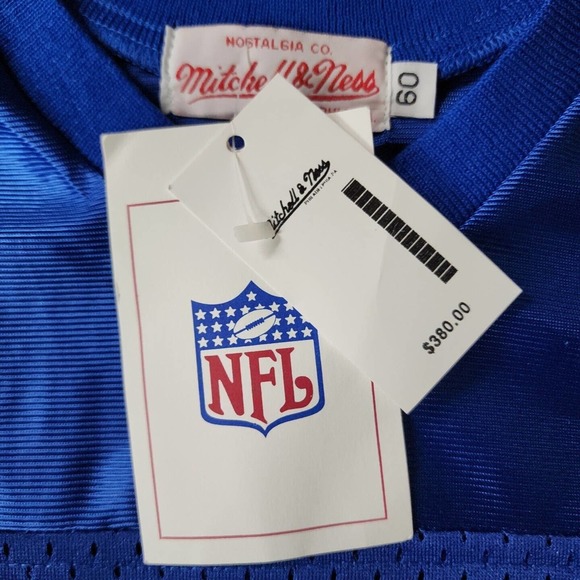 NOSTALGIA CO.
Mitchell & Ness
60
Mitchell & Ness
$380.00
NFL